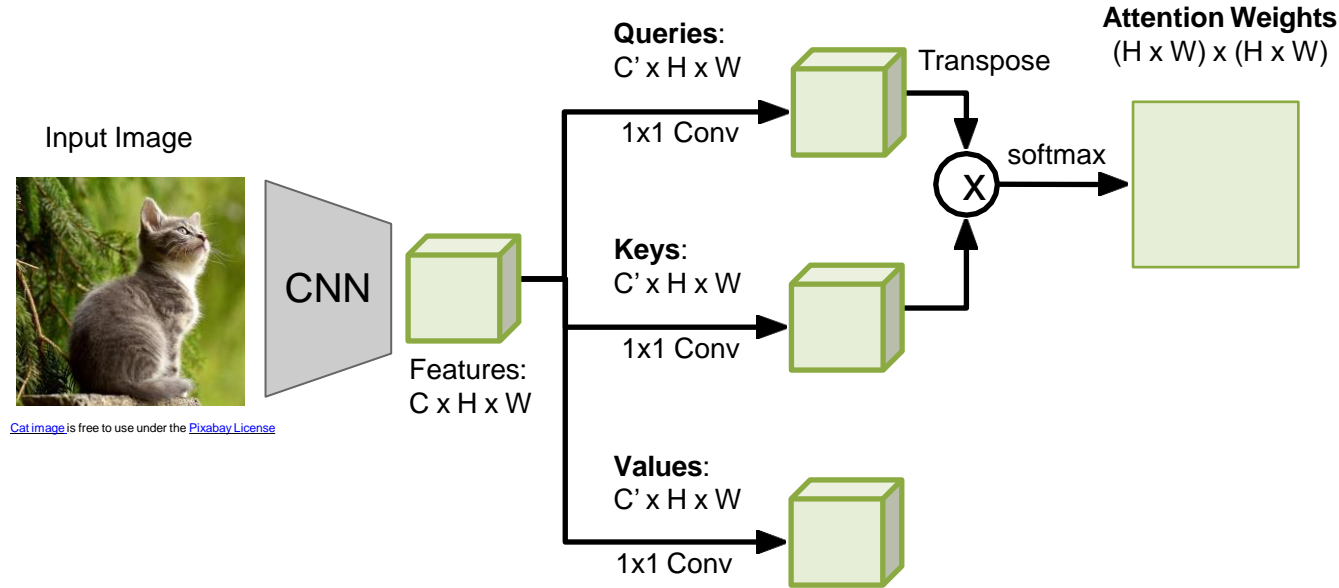 Input Image
Cat image is free to use under the Pixabay License
CNN
Features:
C x H x W
Queries:
C’ x H x W
1x1 Conv
Keys:
C’ x H x W
1x1 Conv
Values:
C’ x H x W
1x1 Conv
Transpose
X
softmax
Attention Weights
(H x W) x (H x W)